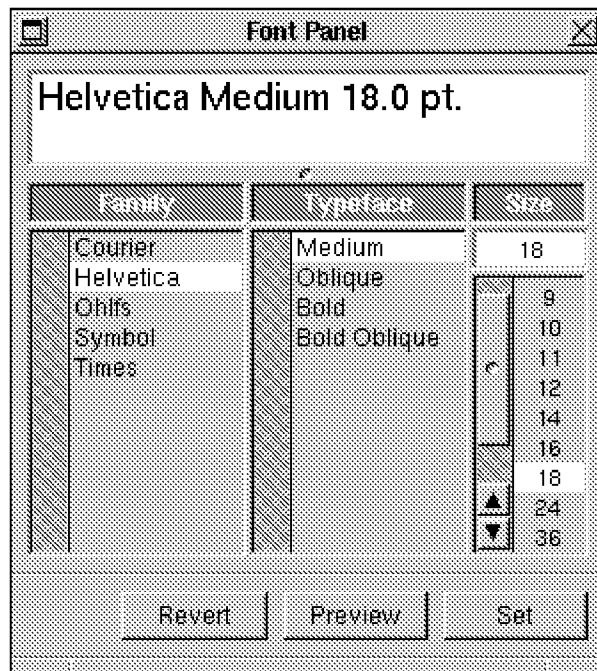 Font Panel
Helvetica Medium 18.0 pt.
Family Typeface Size
Courier
Helvetica
Ohlfs
Symbol
Times
Medium
Oblique
Bold
Bold Oblique
18
9
10
11
12
14
16
18
24
36
Revert Preview Set